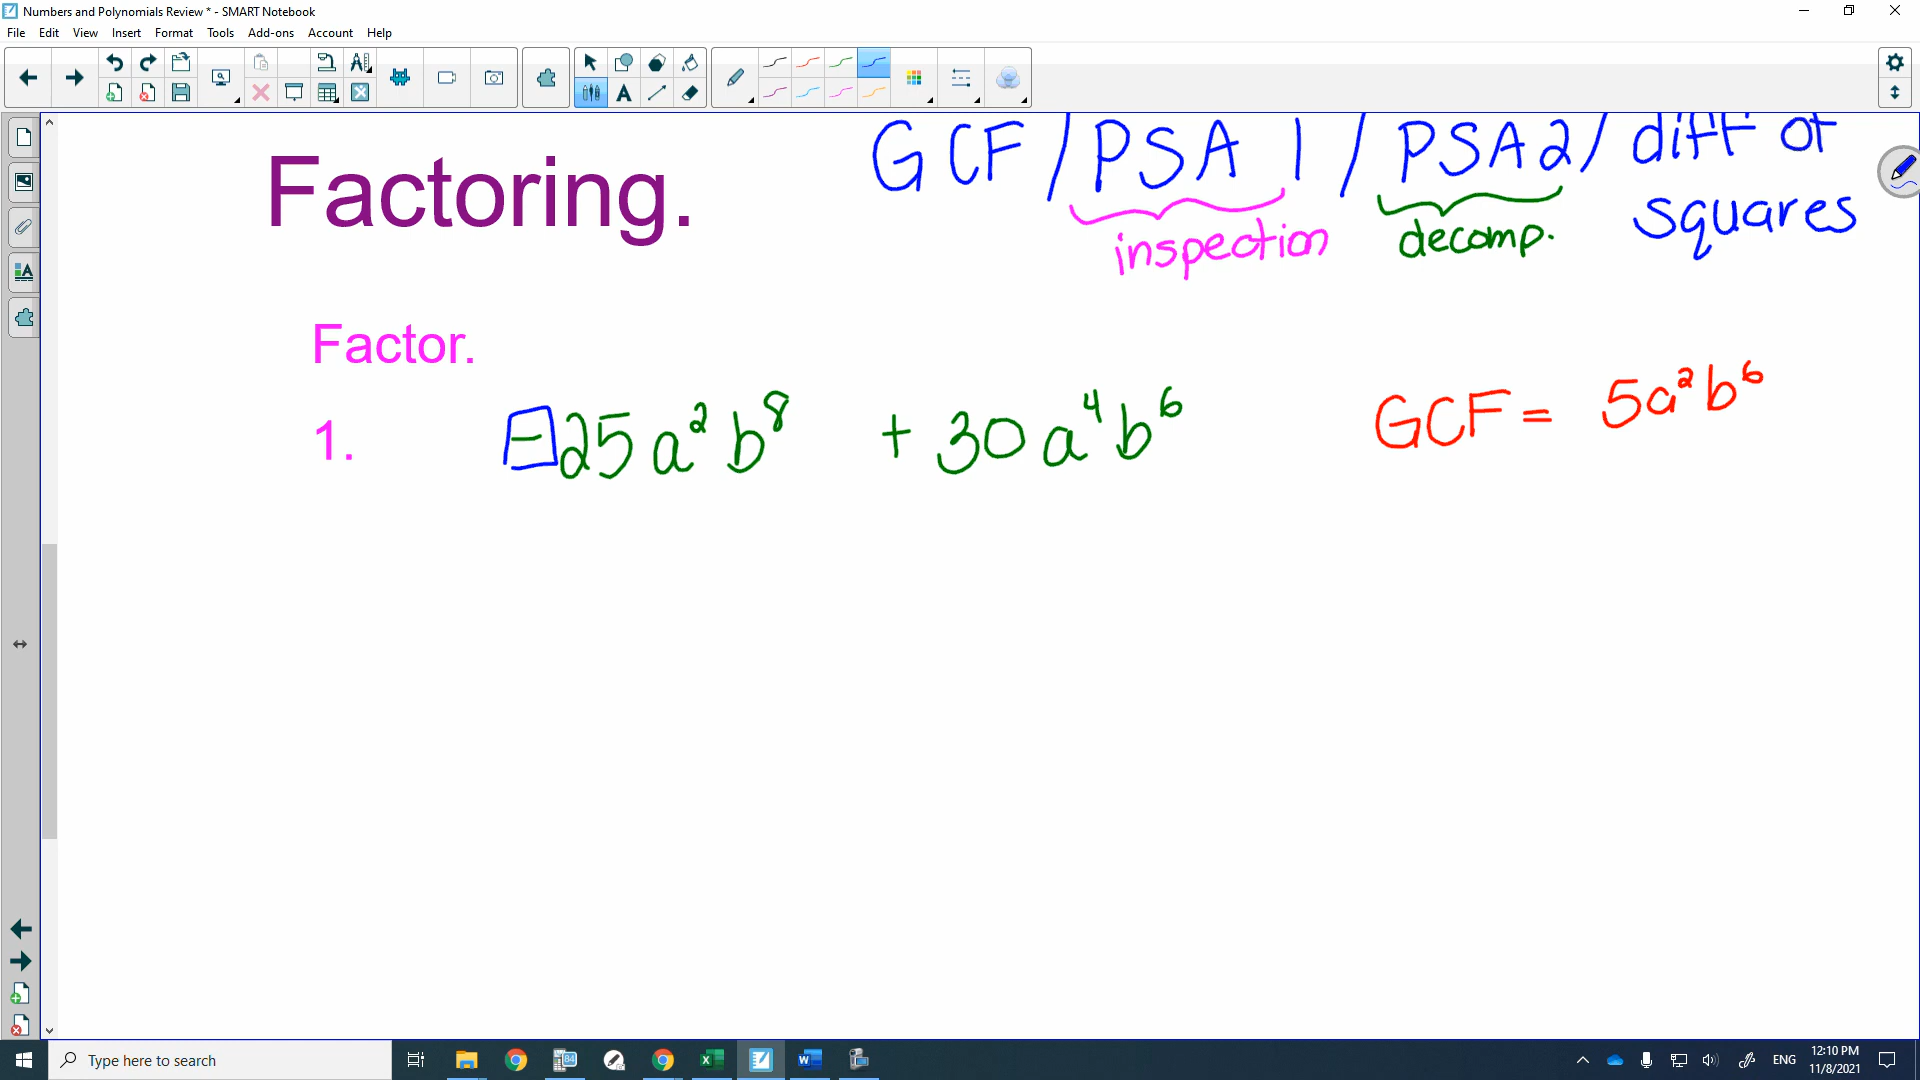 Numbers and Polynomials Review * - SMART Notebook
File Edit View Insert Format Tools Add-ons Account Help
GCF / PSA 1 / PSA2 / diff of squares
inspection
decomp.
Factoring.
Factor.
1. -25a²b⁸ + 30a⁴b⁶
GCF = 5a²b⁶
Type here to search
ENG
12:10 PM
11/8/2021